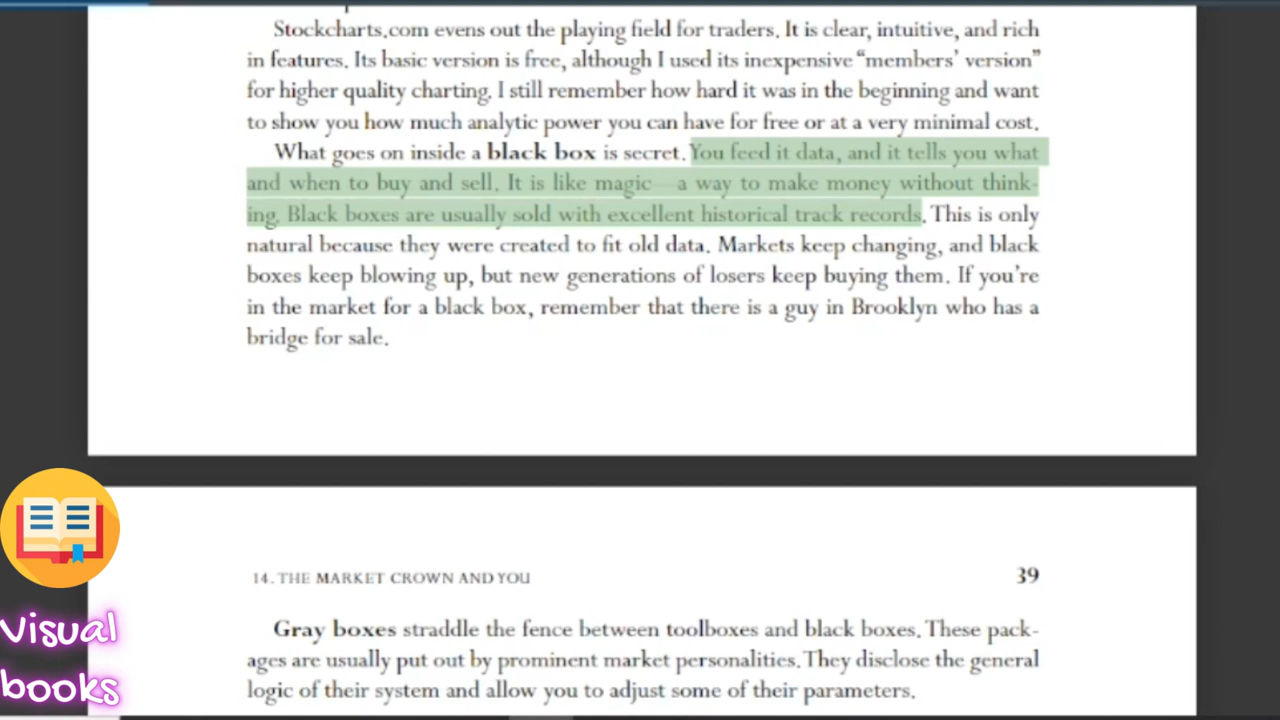 Stockcharts.com evens out the playing field for traders. It is clear, intuitive, and rich
in features. Its basic version is free, although I used its inexpensive “members’ version”
for higher quality charting. I still remember how hard it was in the beginning and want
to show you how much analytic power you can have for free or at a very minimal cost.
What goes on inside a black box is secret. You feed it data, and it tells you what
and when to buy and sell. It is like magic—a way to make money without think-
ing. Black boxes are usually sold with excellent historical track records. This is only
natural because they were created to fit old data. Markets keep changing, and black
boxes keep blowing up, but new generations of losers keep buying them. If you’re
in the market for a black box, remember that there is a guy in Brooklyn who has a
bridge for sale.
14. THE MARKET CROWN AND YOU 39
Gray boxes straddle the fence between toolboxes and black boxes. These pack-
ages are usually put out by prominent market personalities. They disclose the general
logic of their system and allow you to adjust some of their parameters.
Visual
books